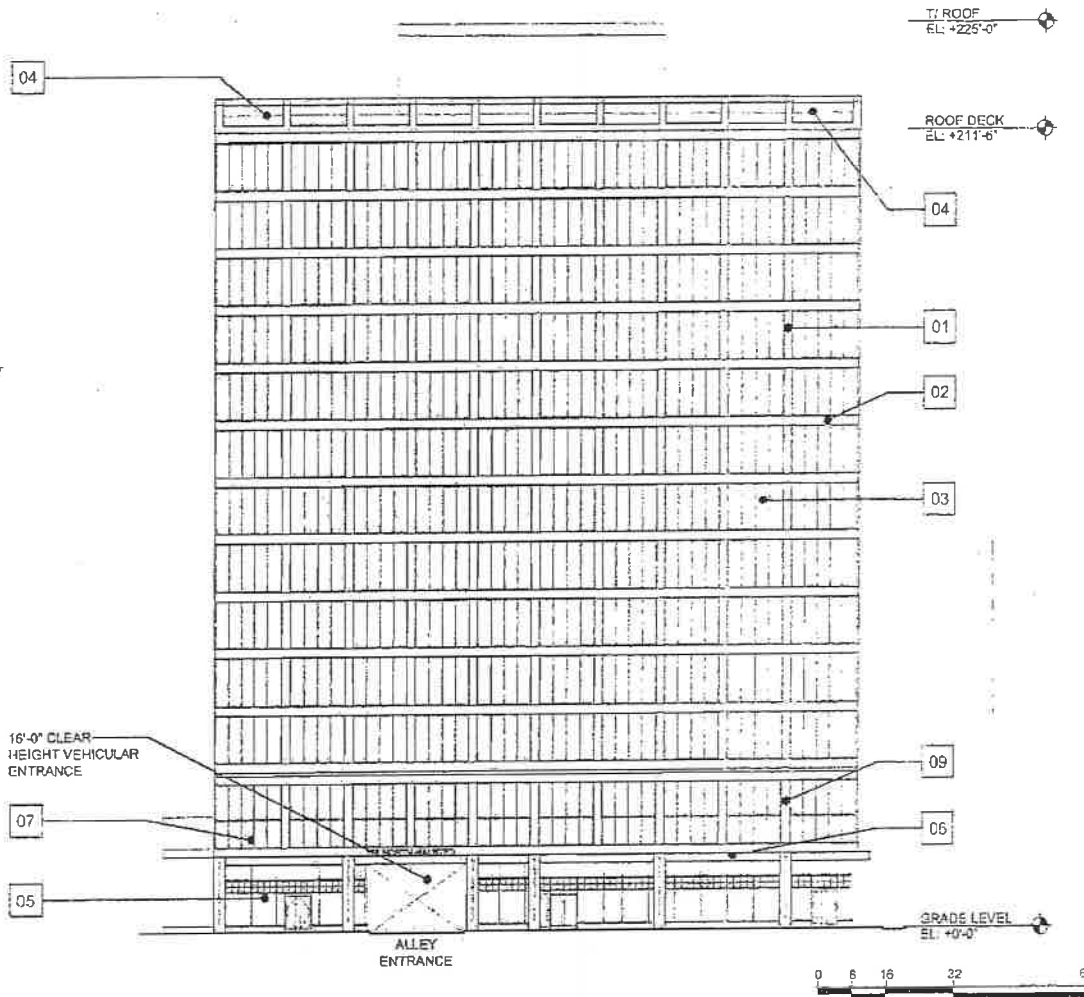 T/ ROOF
EL: +225'-0"
04
ROOF DECK
EL: +211'-6"
04
01
02
03
16'-0" CLEAR
HEIGHT VEHICULAR
ENTRANCE
09
07
06
05
GRADE LEVEL
EL: +0'-0"
ALLEY
ENTRANCE
0 8 16 32 6